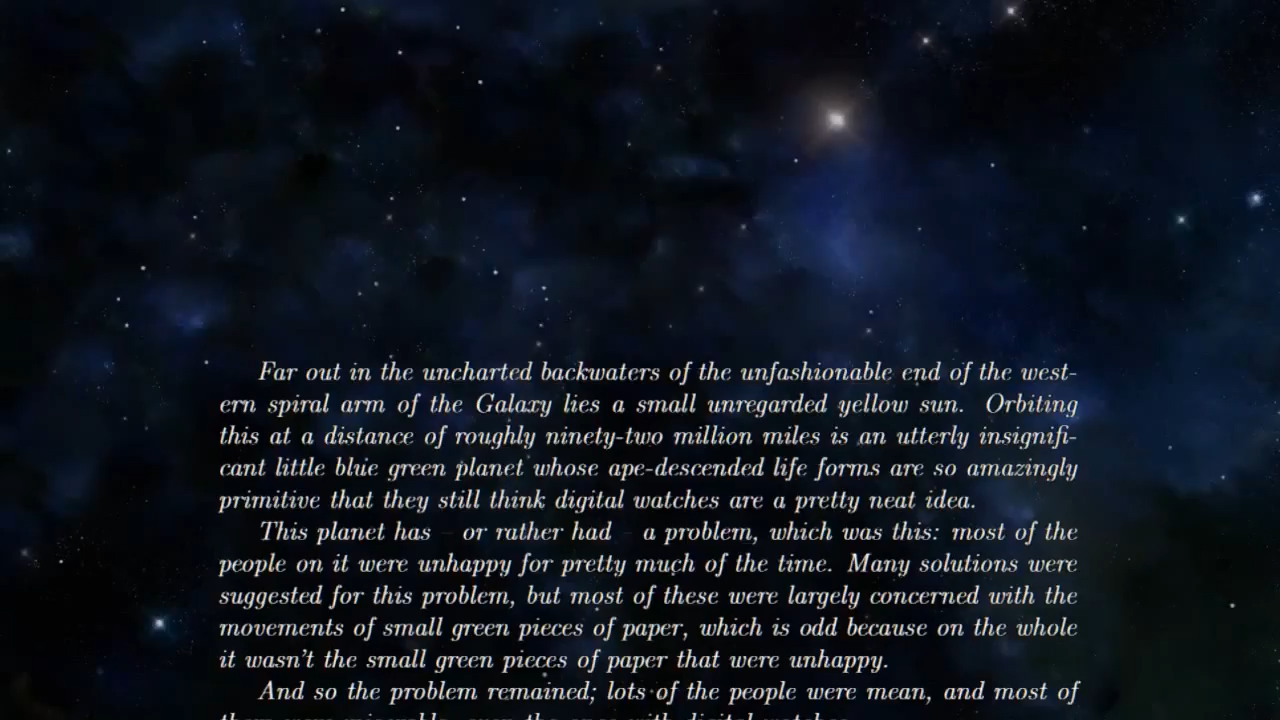 Far out in the uncharted backwaters of the unfashionable end of the west-
ern spiral arm of the Galaxy lies a small unregarded yellow sun. Orbiting
this at a distance of roughly ninety-two million miles is an utterly insignifi-
cant little blue green planet whose ape-descended life forms are so amazingly
primitive that they still think digital watches are a pretty neat idea.
This planet has – or rather had – a problem, which was this: most of the
people on it were unhappy for pretty much of the time. Many solutions were
suggested for this problem, but most of these were largely concerned with the
movements of small green pieces of paper, which is odd because on the whole
it wasn't the small green pieces of paper that were unhappy.
And so the problem remained; lots of the people were mean, and most of